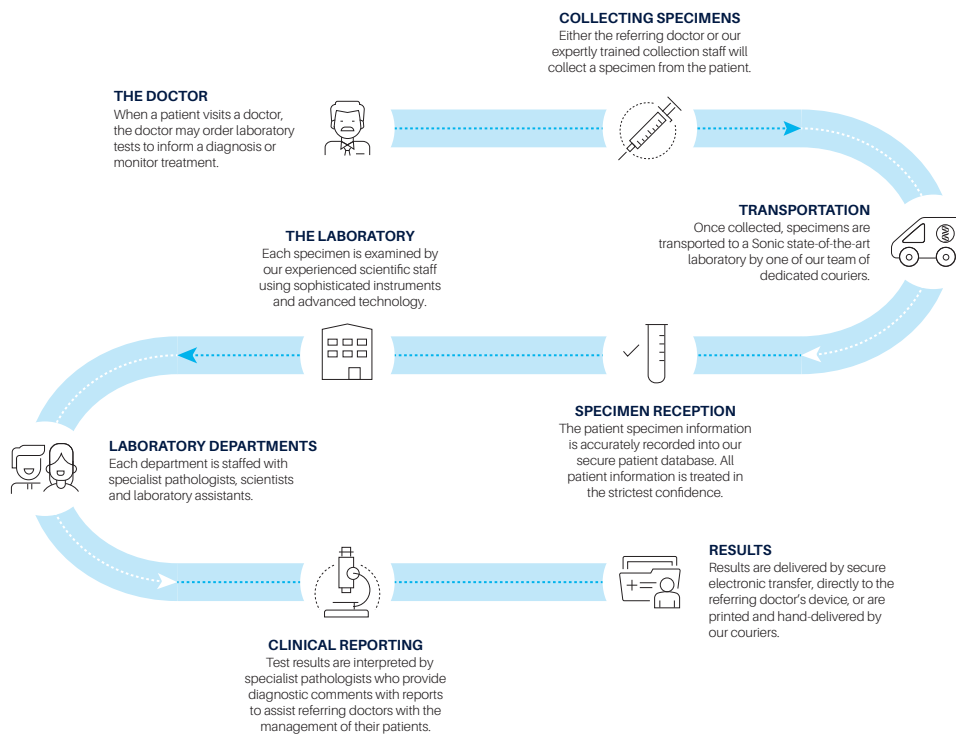 COLLECTING SPECIMENS
Either the referring doctor or our
expertly trained collection staff will
collect a specimen from the patient.
THE DOCTOR
When a patient visits a doctor,
the doctor may order laboratory
tests to inform a diagnosis or
monitor treatment.
TRANSPORTATION
Once collected, specimens are
transported to a Sonic state-of-the-art
laboratory by one of our team of
dedicated couriers.
THE LABORATORY
Each specimen is examined by
our experienced scientific staff
using sophisticated instruments
and advanced technology.
SPECIMEN RECEPTION
The patient specimen information
is accurately recorded into our
secure patient database. All
patient information is treated in
the strictest confidence.
LABORATORY DEPARTMENTS
Each department is staffed with
specialist pathologists, scientists
and laboratory assistants.
CLINICAL REPORTING
Test results are interpreted by
specialist pathologists who provide
diagnostic comments with reports
to assist referring doctors with the
management of their patients.
RESULTS
Results are delivered by secure
electronic transfer, directly to the
referring doctor's device, or are
printed and hand-delivered by
our couriers.